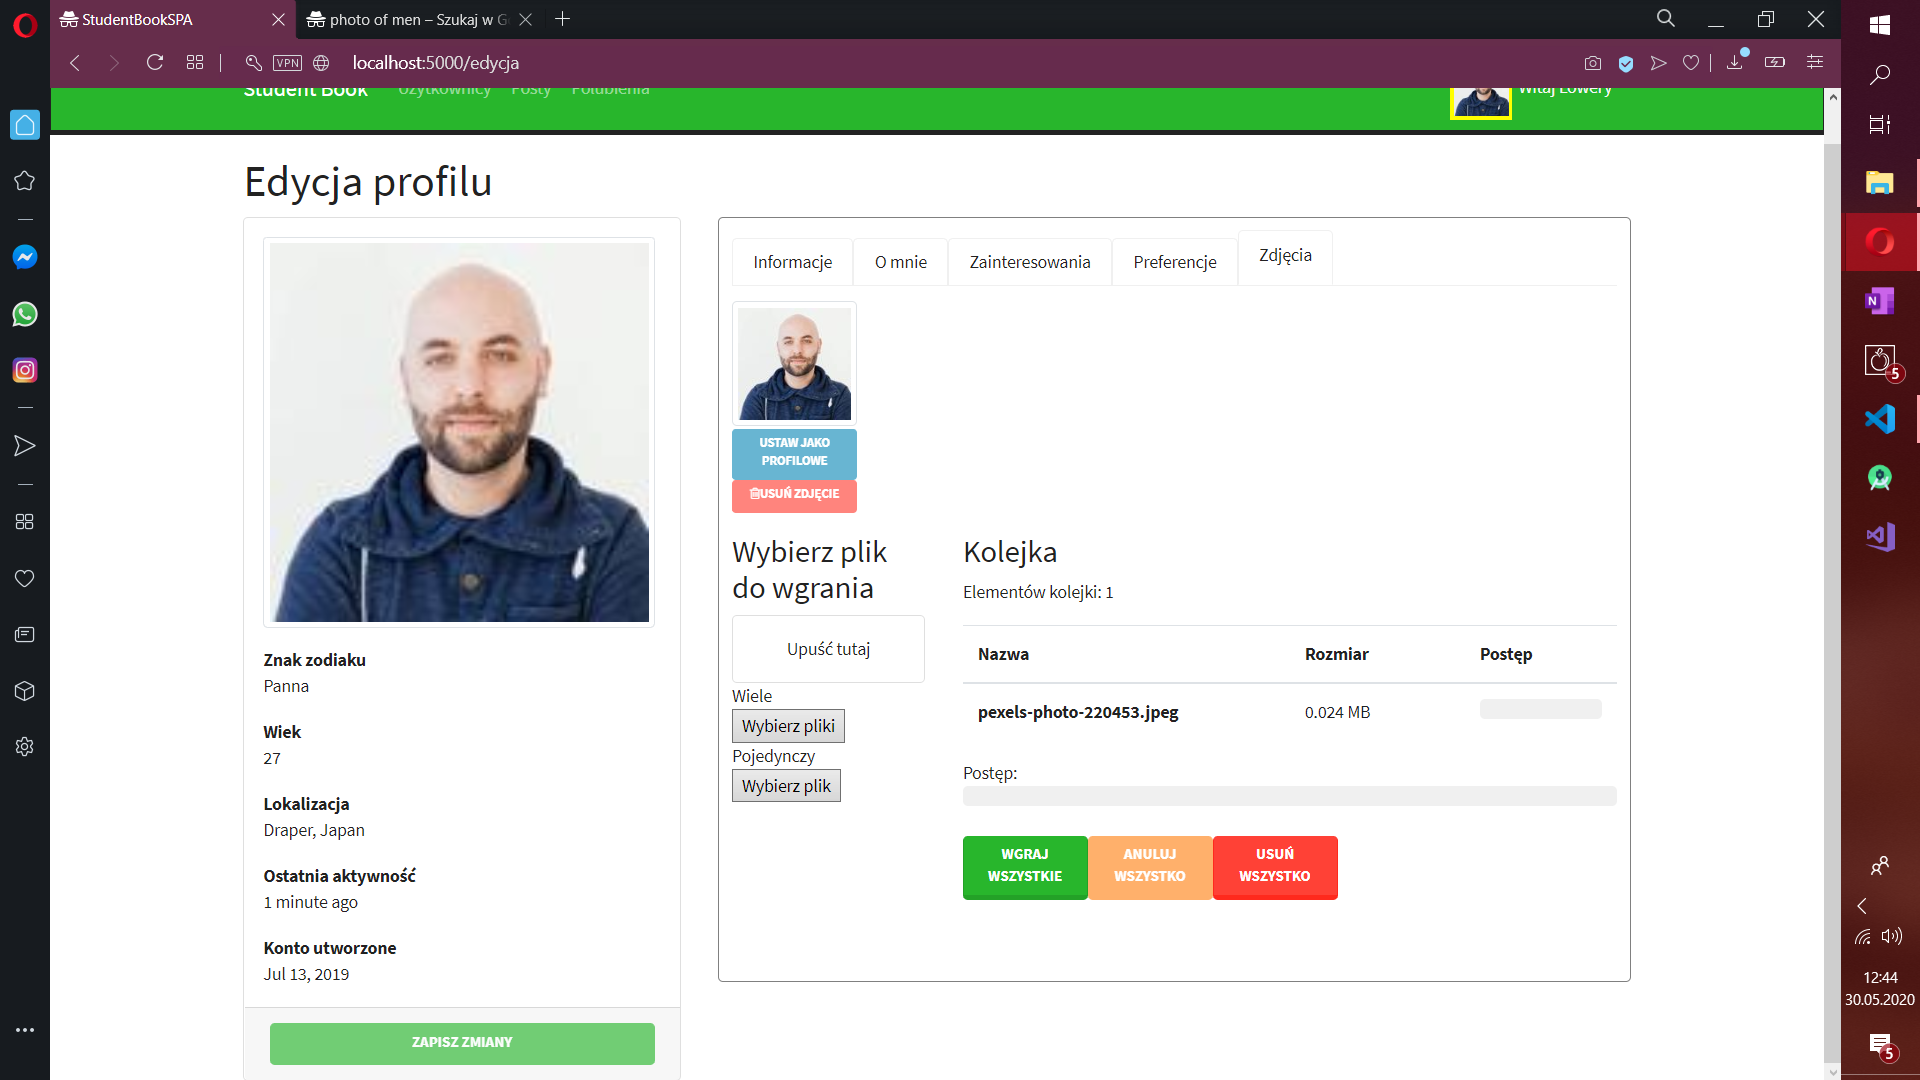 StudentBookSPA
photo of men – Szukaj w G
VPN
localhost:5000/edycja
Student Book
Użytkownicy
Posty
Polubienia
Witaj Lowery
Edycja profilu
Znak zodiaku
Panna
Wiek
27
Lokalizacja
Draper, Japan
Ostatnia aktywność
1 minute ago
Konto utworzone
Jul 13, 2019
ZAPISZ ZMIANY
Informacje
O mnie
Zainteresowania
Preferencje
Zdjęcia
USTAW JAKO
PROFILOWE
USUŃ ZDJĘCIE
Wybierz plik
do wgrania
Upuść tutaj
Wiele
Wybierz pliki
Pojedynczy
Wybierz plik
Kolejka
Elementów kolejki: 1
Nazwa Rozmiar Postęp
pexels-photo-220453.jpeg 0.024 MB
Postęp:
WGRAJ
WSZYSTKIE
ANULUJ
WSZYSTKO
USUŃ
WSZYSTKO
N
5
12:44
30.05.2020
5